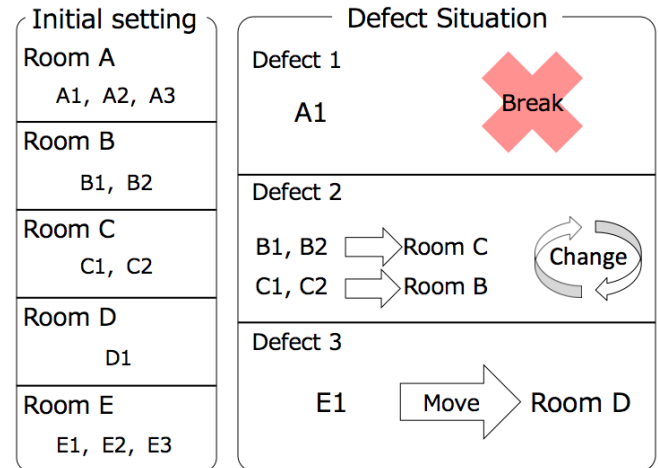 Initial setting
Room A
A1, A2, A3
Room B
B1, B2
Room C
C1, C2
Room D
D1
Room E
E1, E2, E3
Defect Situation
Defect 1
A1
Break
Defect 2
B1, B2 Room C
C1, C2 Room B
Change
Defect 3
E1 Move Room D